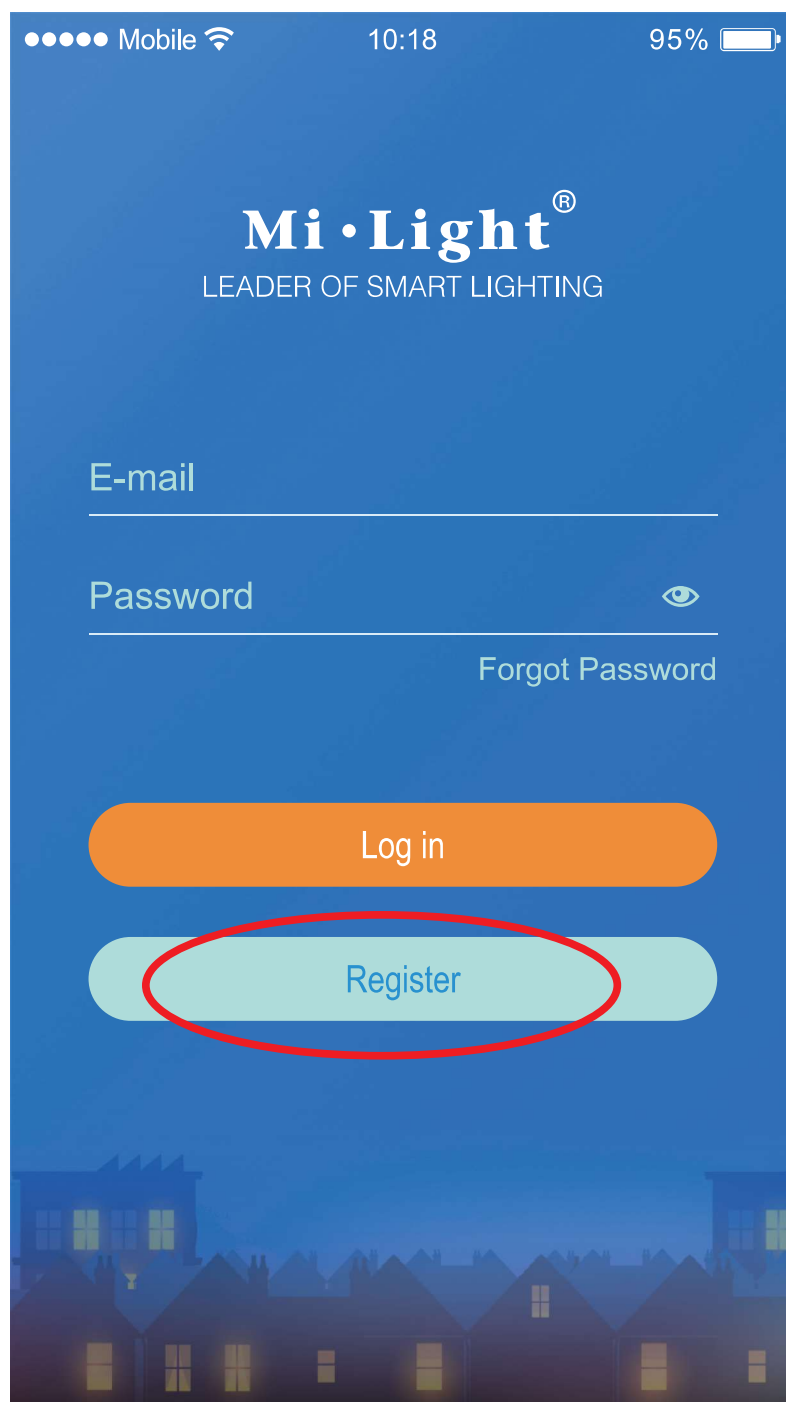 Mobile 10:18 95%
Mi·Light®
LEADER OF SMART LIGHTING
E-mail
Password
Forgot Password
Log in
Register